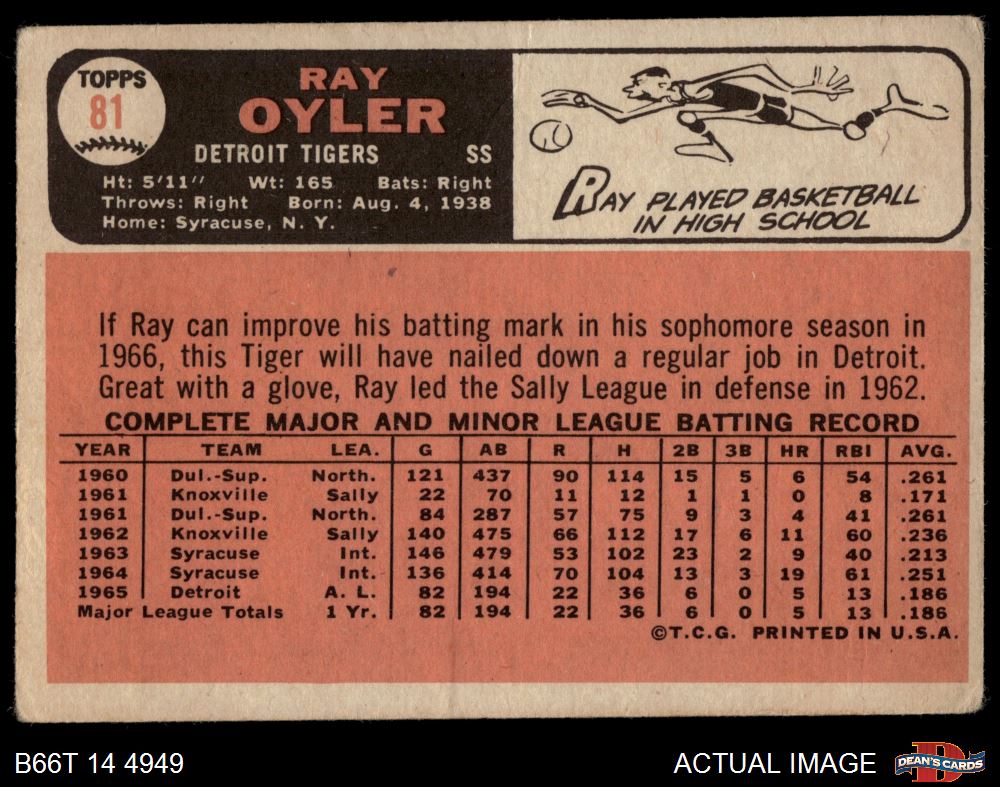 TOPPS
81
RAY
OYLER
DETROIT TIGERS SS
Ht: 5'11" Wt: 165 Bats: Right
Throws: Right Born: Aug. 4, 1938
Home: Syracuse, N. Y.
RAY PLAYED BASKETBALL
IN HIGH SCHOOL
If Ray can improve his batting mark in his sophomore season in
1966, this Tiger will have nailed down a regular job in Detroit.
Great with a glove, Ray led the Sally League in defense in 1962.
COMPLETE MAJOR AND MINOR LEAGUE BATTING RECORD
YEAR TEAM LEA. G AB R H 2B 3B HR RBI AVG.
1960 Dul.-Sup. North. 121 437 90 114 15 5 6 54 .261
1961 Knoxville Sally 22 70 11 12 1 1 0 8 .171
1961 Dul.-Sup. North. 84 287 57 75 9 3 4 41 .261
1962 Knoxville Sally 140 475 66 112 17 6 11 60 .236
1963 Syracuse Int. 146 479 53 102 23 2 9 40 .213
1964 Syracuse Int. 136 414 70 104 13 3 19 61 .251
1965 Detroit A. L. 82 194 22 36 6 0 5 13 .186
Major League Totals 1 Yr. 82 194 22 36 6 0 5 13 .186
©T.C.G. PRINTED IN U.S.A.
B66T 14 4949
ACTUAL IMAGE
B
DEAN'S CARDS